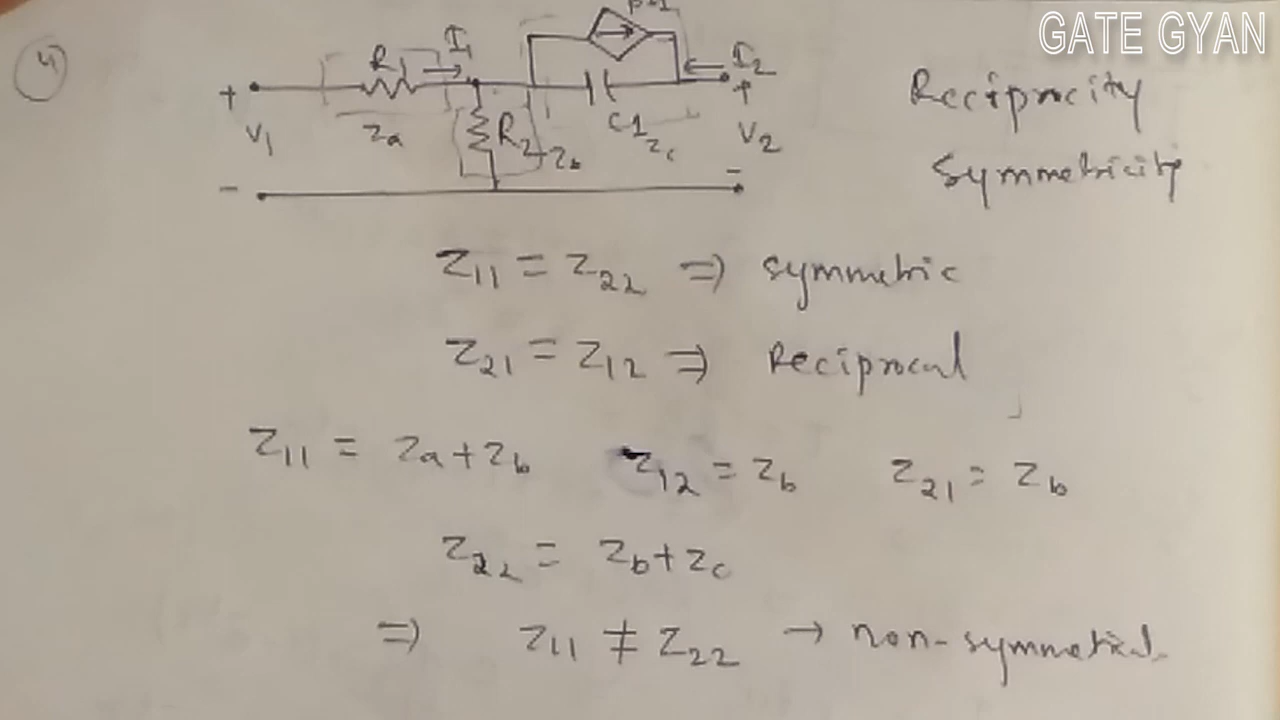 GATE GYAN
4)
R1 I1 I2
+ +
V1 Za R2 Zb C1 Zc V2
- -
Reciprocity
Symmetricity
Z11 = Z22 ⇒ symmetric
Z21 = Z12 ⇒ Reciprocal
Z11 = Za + Zb Z12 = Zb Z21 = Zb
Z22 = Zb + Zc
⇒ Z11 ≠ Z22 → non-symmetical.